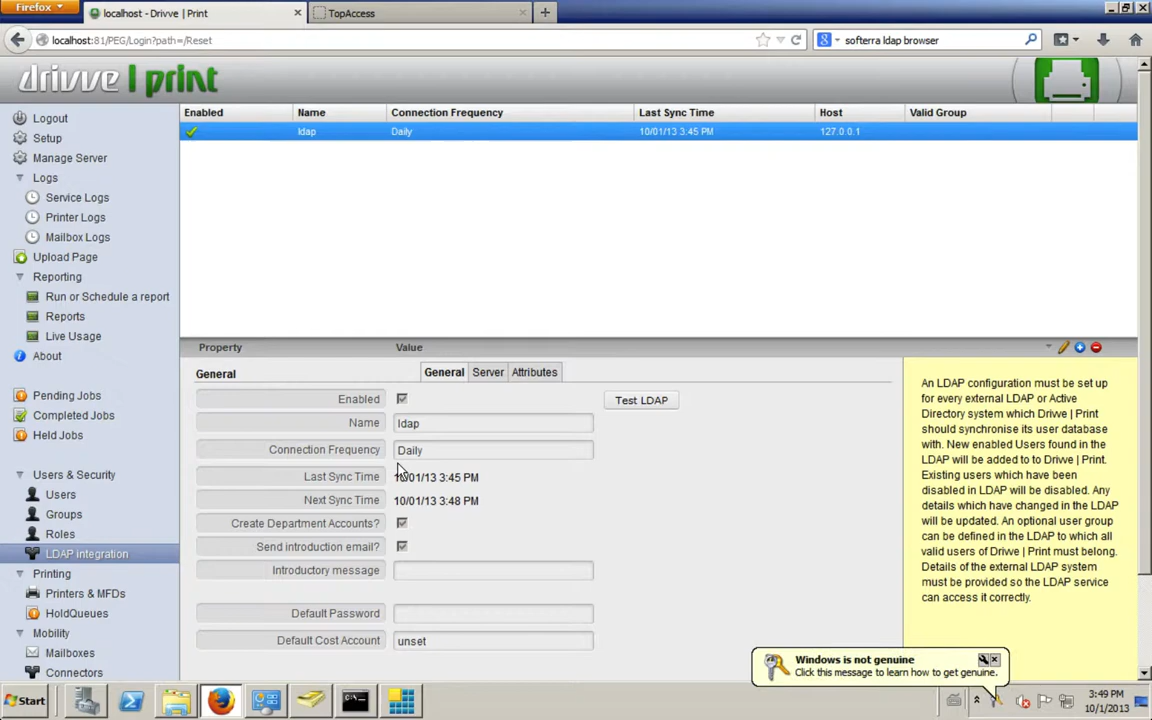 Firefox
localhost - Drivve | Print
TopAccess
localhost:81/PEG/Login?path=/Reset
softerra ldap browser
drivve | print
Enabled Name Connection Frequency Last Sync Time Host Valid Group
ldap Daily 10/01/13 3:45 PM 127.0.0.1
Logout
Setup
Manage Server
Logs
Service Logs
Printer Logs
Mailbox Logs
Upload Page
Reporting
Run or Schedule a report
Reports
Live Usage
About
Pending Jobs
Completed Jobs
Held Jobs
Users & Security
Users
Groups
Roles
LDAP integration
Printing
Printers & MFDs
HoldQueues
Mobility
Mailboxes
Connectors
Property Value
General
General Server Attributes
Enabled
Test LDAP
Name ldap
Connection Frequency Daily
Last Sync Time 10/01/13 3:45 PM
Next Sync Time 10/01/13 3:48 PM
Create Department Accounts?
Send introduction email?
Introductory message
Default Password
Default Cost Account unset
An LDAP configuration must be set up
for every external LDAP or Active
Directory system which Drivve | Print
should synchronise its user database
with. New enabled Users found in the
LDAP will be added to to Drivve | Print.
Existing users which have been
disabled in LDAP will be disabled. Any
details which have changed in the LDAP
will be updated. An optional user group
can be defined in the LDAP to which all
valid users of Drivve | Print must belong.
Details of the external LDAP system
must be provided so the LDAP service
can access it correctly.
Windows is not genuine
Click this message to learn how to get genuine.
Start
3:49 PM
10/1/2013